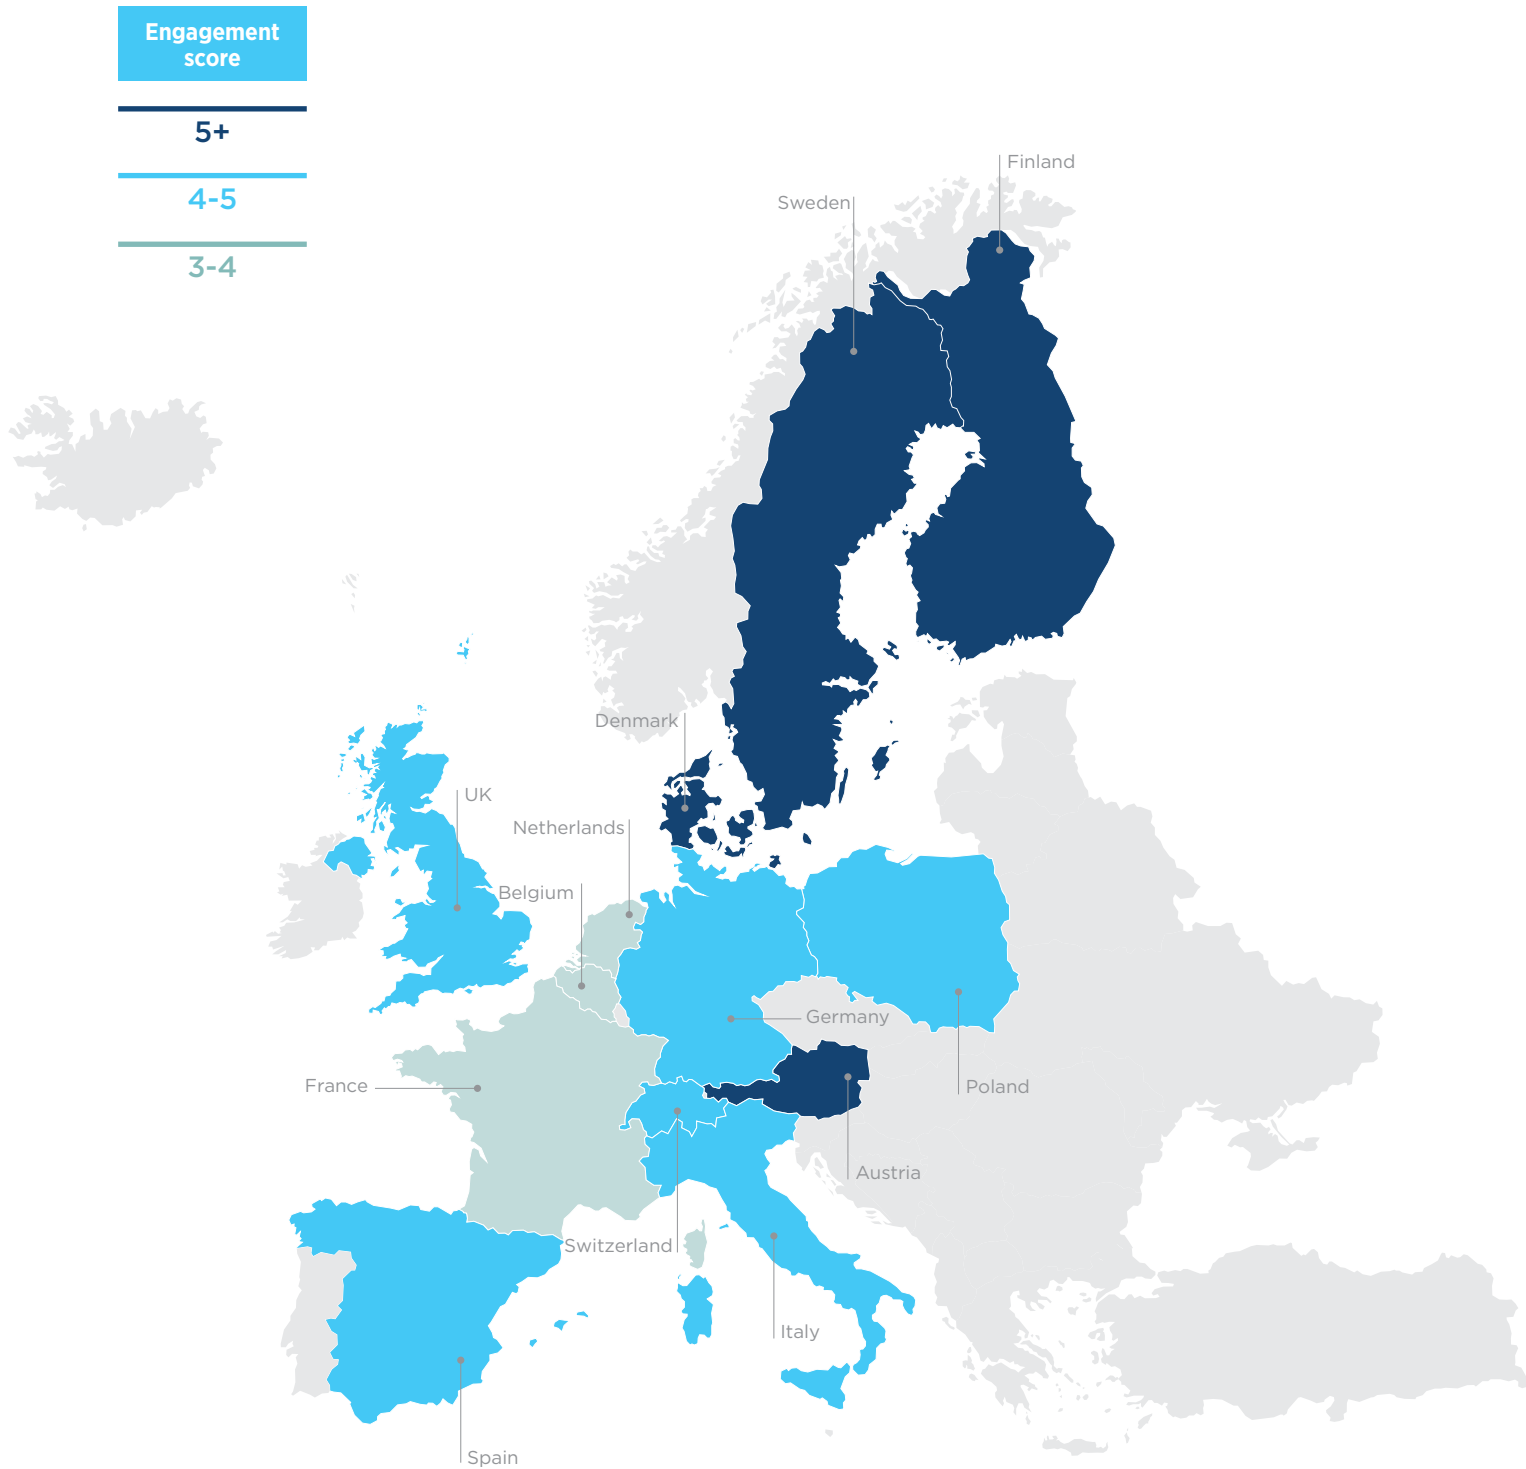 Engagement
score
5+
4-5
3-4
Finland
Sweden
Denmark
UK
Netherlands
Belgium
Germany
France
Poland
Austria
Switzerland
Italy
Spain